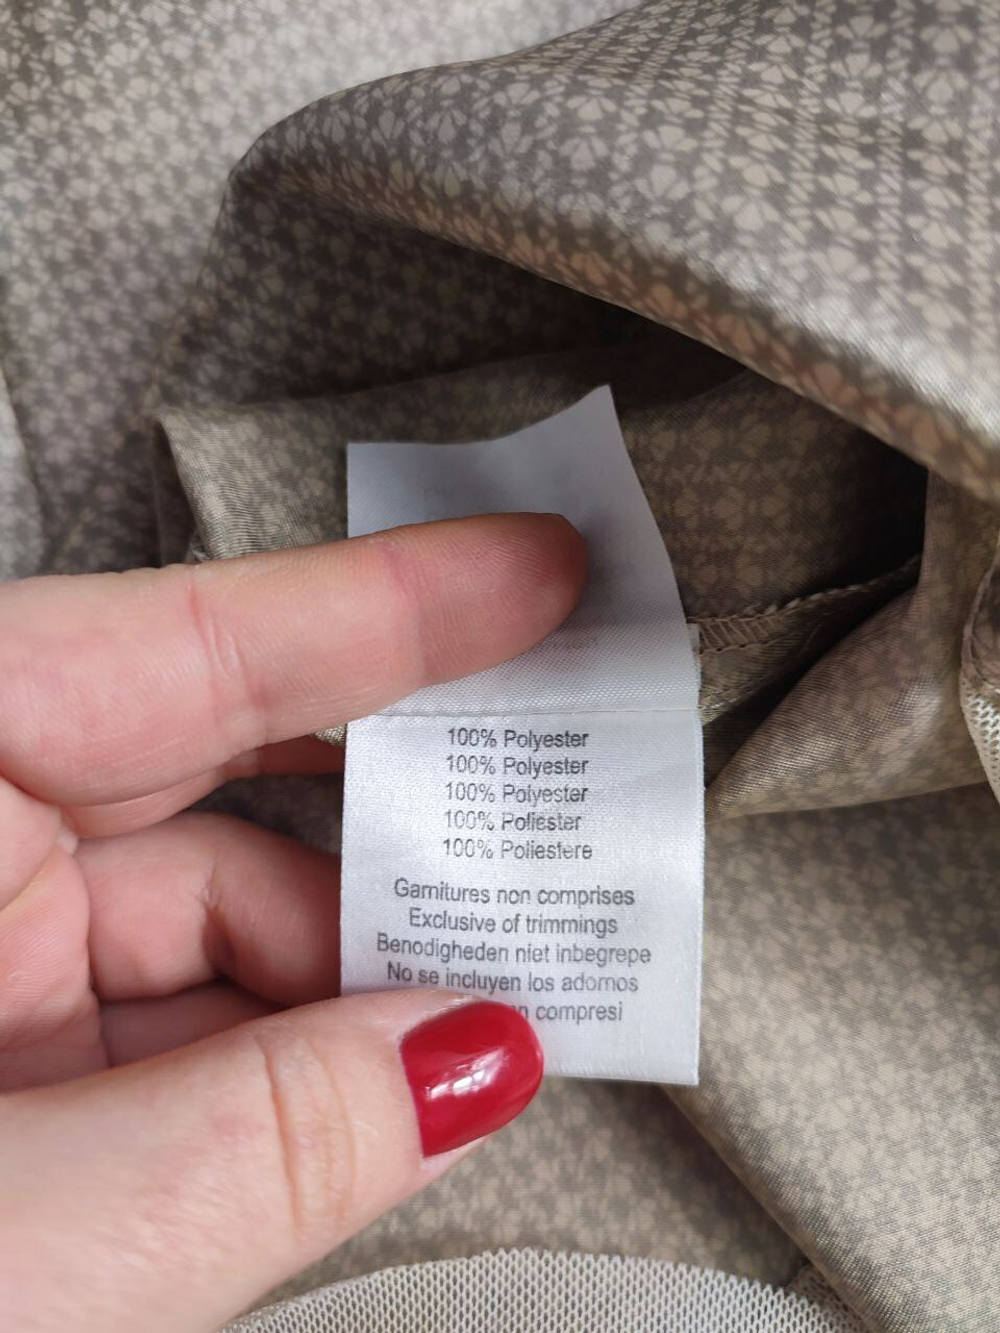 100% Polyester
100% Polyester
100% Polyester
100% Poliester
100% Poliestere
Garnitures non comprises
Exclusive of trimmings
Benodigheden niet inbegrepe
No se incluyen los adornos
compresi